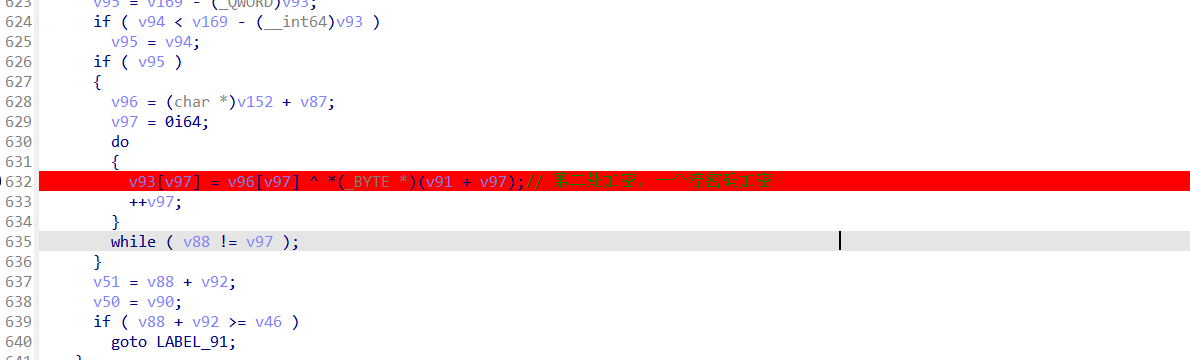 623 v95 = v169 - (_QWORD)v93;
624 if ( v94 < v169 - (__int64)v93 )
625 v95 = v94;
626 if ( v95 )
627 {
628 v96 = (char *)v152 + v87;
629 v97 = 0i64;
630 do
631 {
632 v93[v97] = v96[v97] ^ *(_BYTE *)(v91 + v97);//
633 ++v97;
634 }
635 while ( v88 != v97 );
636 }
637 v51 = v88 + v92;
638 v50 = v90;
639 if ( v88 + v92 >= v46 )
640 goto LABEL_91;
641 }